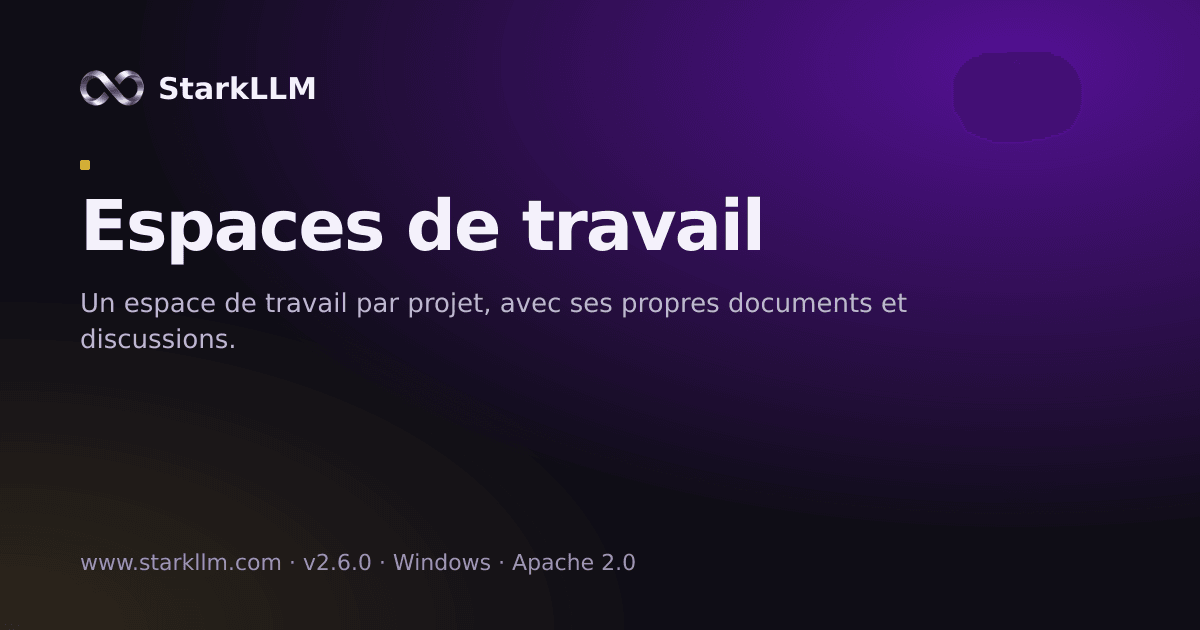 StarkLLM
Espaces de travail
Un espace de travail par projet, avec ses propres documents et
discussions.
www.starkllm.com · v2.6.0 · Windows · Apache 2.0